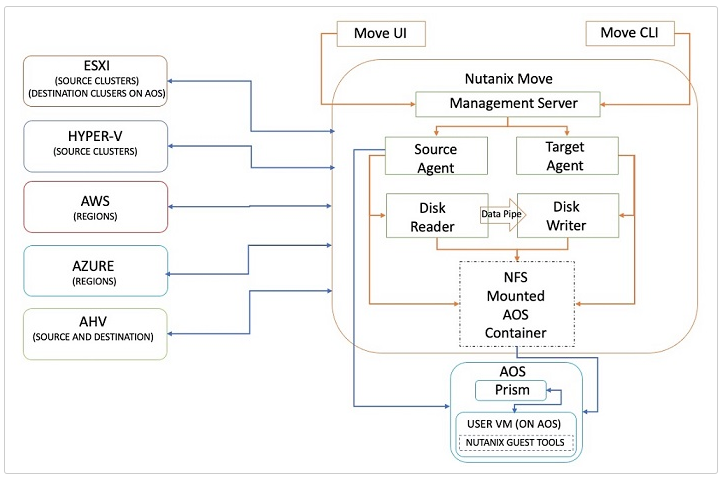 Move UI
Move CLI
ESXI
(SOURCE CLUSTERS)
(DESTINATION CLUSERS ON AOS)
HYPER-V
(SOURCE CLUSTERS)
AWS
(REGIONS)
AZURE
(REGIONS)
AHV
(SOURCE AND DESTINATION)
Nutanix Move
Management Server
Source
Agent
Target
Agent
Disk
Reader
Data Pipe
Disk
Writer
NFS
Mounted
AOS
Container
AOS
Prism
USER VM (ON AOS)
NUTANIX GUEST TOOLS